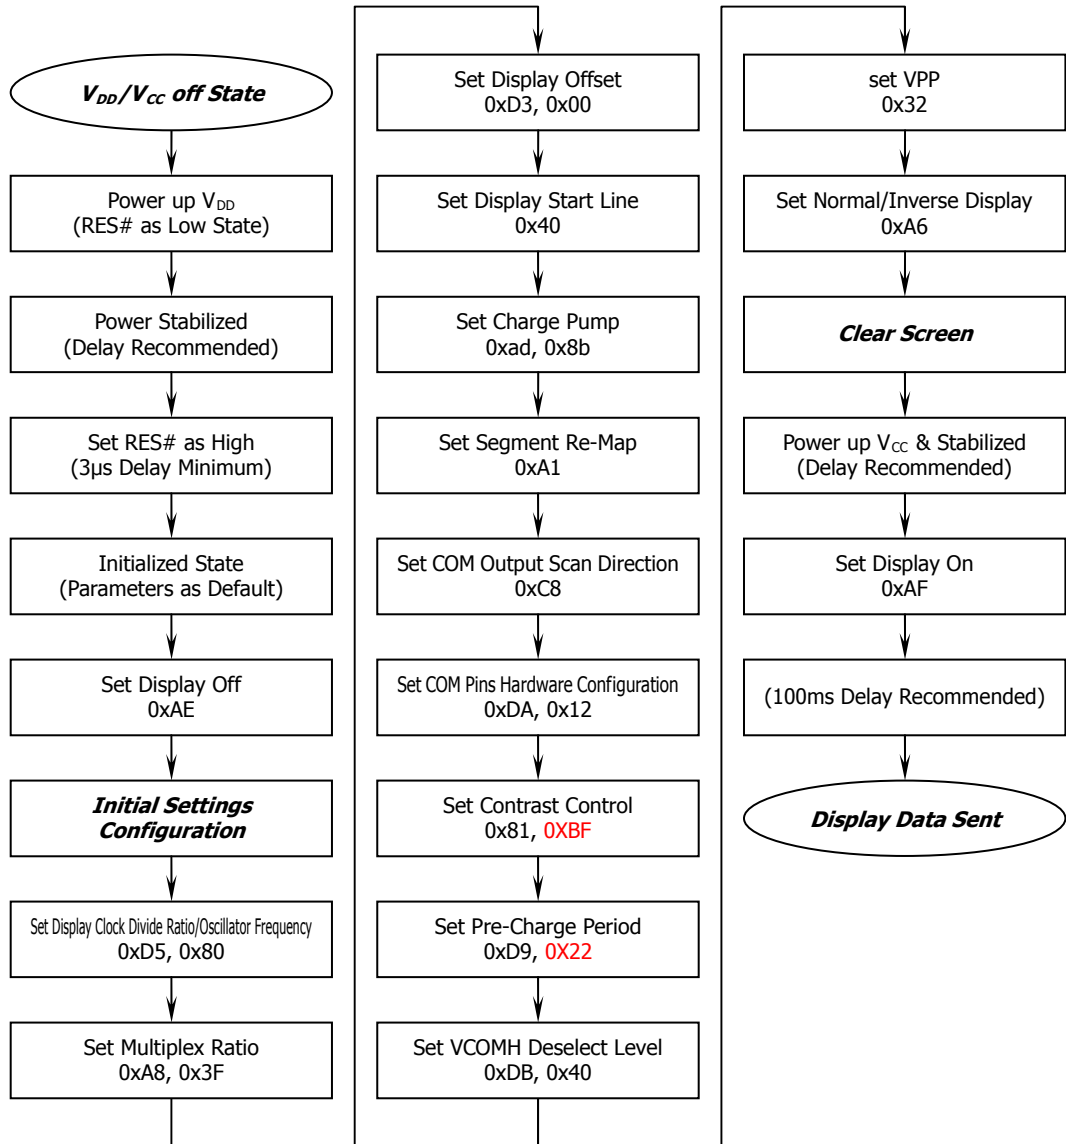 V_DD/V_CC off State
Power up V_DD
(RES# as Low State)
Power Stabilized
(Delay Recommended)
Set RES# as High
(3µs Delay Minimum)
Initialized State
(Parameters as Default)
Set Display Off
0xAE
Initial Settings
Configuration
Set Display Clock Divide Ratio/Oscillator Frequency
0xD5, 0x80
Set Multiplex Ratio
0xA8, 0x3F
Set Display Offset
0xD3, 0x00
Set Display Start Line
0x40
Set Charge Pump
0xad, 0x8b
Set Segment Re-Map
0xA1
Set COM Output Scan Direction
0xC8
Set COM Pins Hardware Configuration
0xDA, 0x12
Set Contrast Control
0x81, 0XBF
Set Pre-Charge Period
0xD9, 0X22
Set VCOMH Deselect Level
0xDB, 0x40
set VPP
0x32
Set Normal/Inverse Display
0xA6
Clear Screen
Power up V_CC & Stabilized
(Delay Recommended)
Set Display On
0xAF
(100ms Delay Recommended)
Display Data Sent